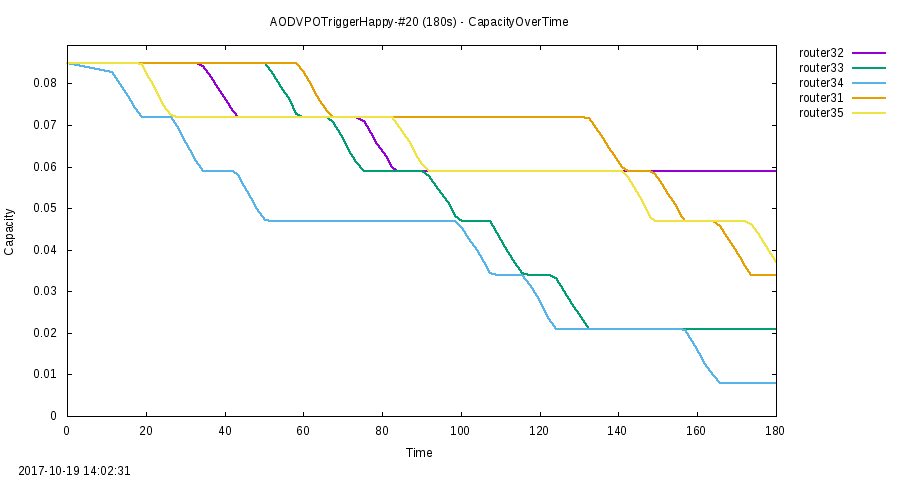 AODVPOTriggerHappy-#20 (180s) - CapacityOverTime
router32
router33
router34
router31
router35
0.08
0.07
0.06
0.05
0.04
0.03
0.02
0.01
0
Capacity
0 20 40 60 80 100 120 140 160 180
Time
2017-10-19 14:02:31